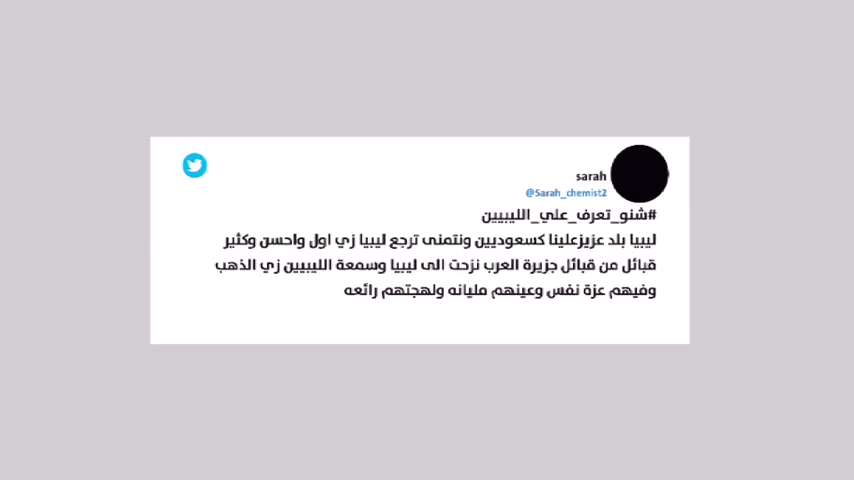 sarah
@Sarah_chemist2
#شنو_تعرف_علي_الليبيين
ليبيا بلد عزيزعلينا كسعوديين ونتمنى ترجع ليبيا زي اول واحسن وكثير
قبائل من قبائل جزيرة العرب نزحت الى ليبيا وسمعة الليبيين زي الذهب
وفيهم عزة نفس وعينهم مليانه ولهجتهم رائعه